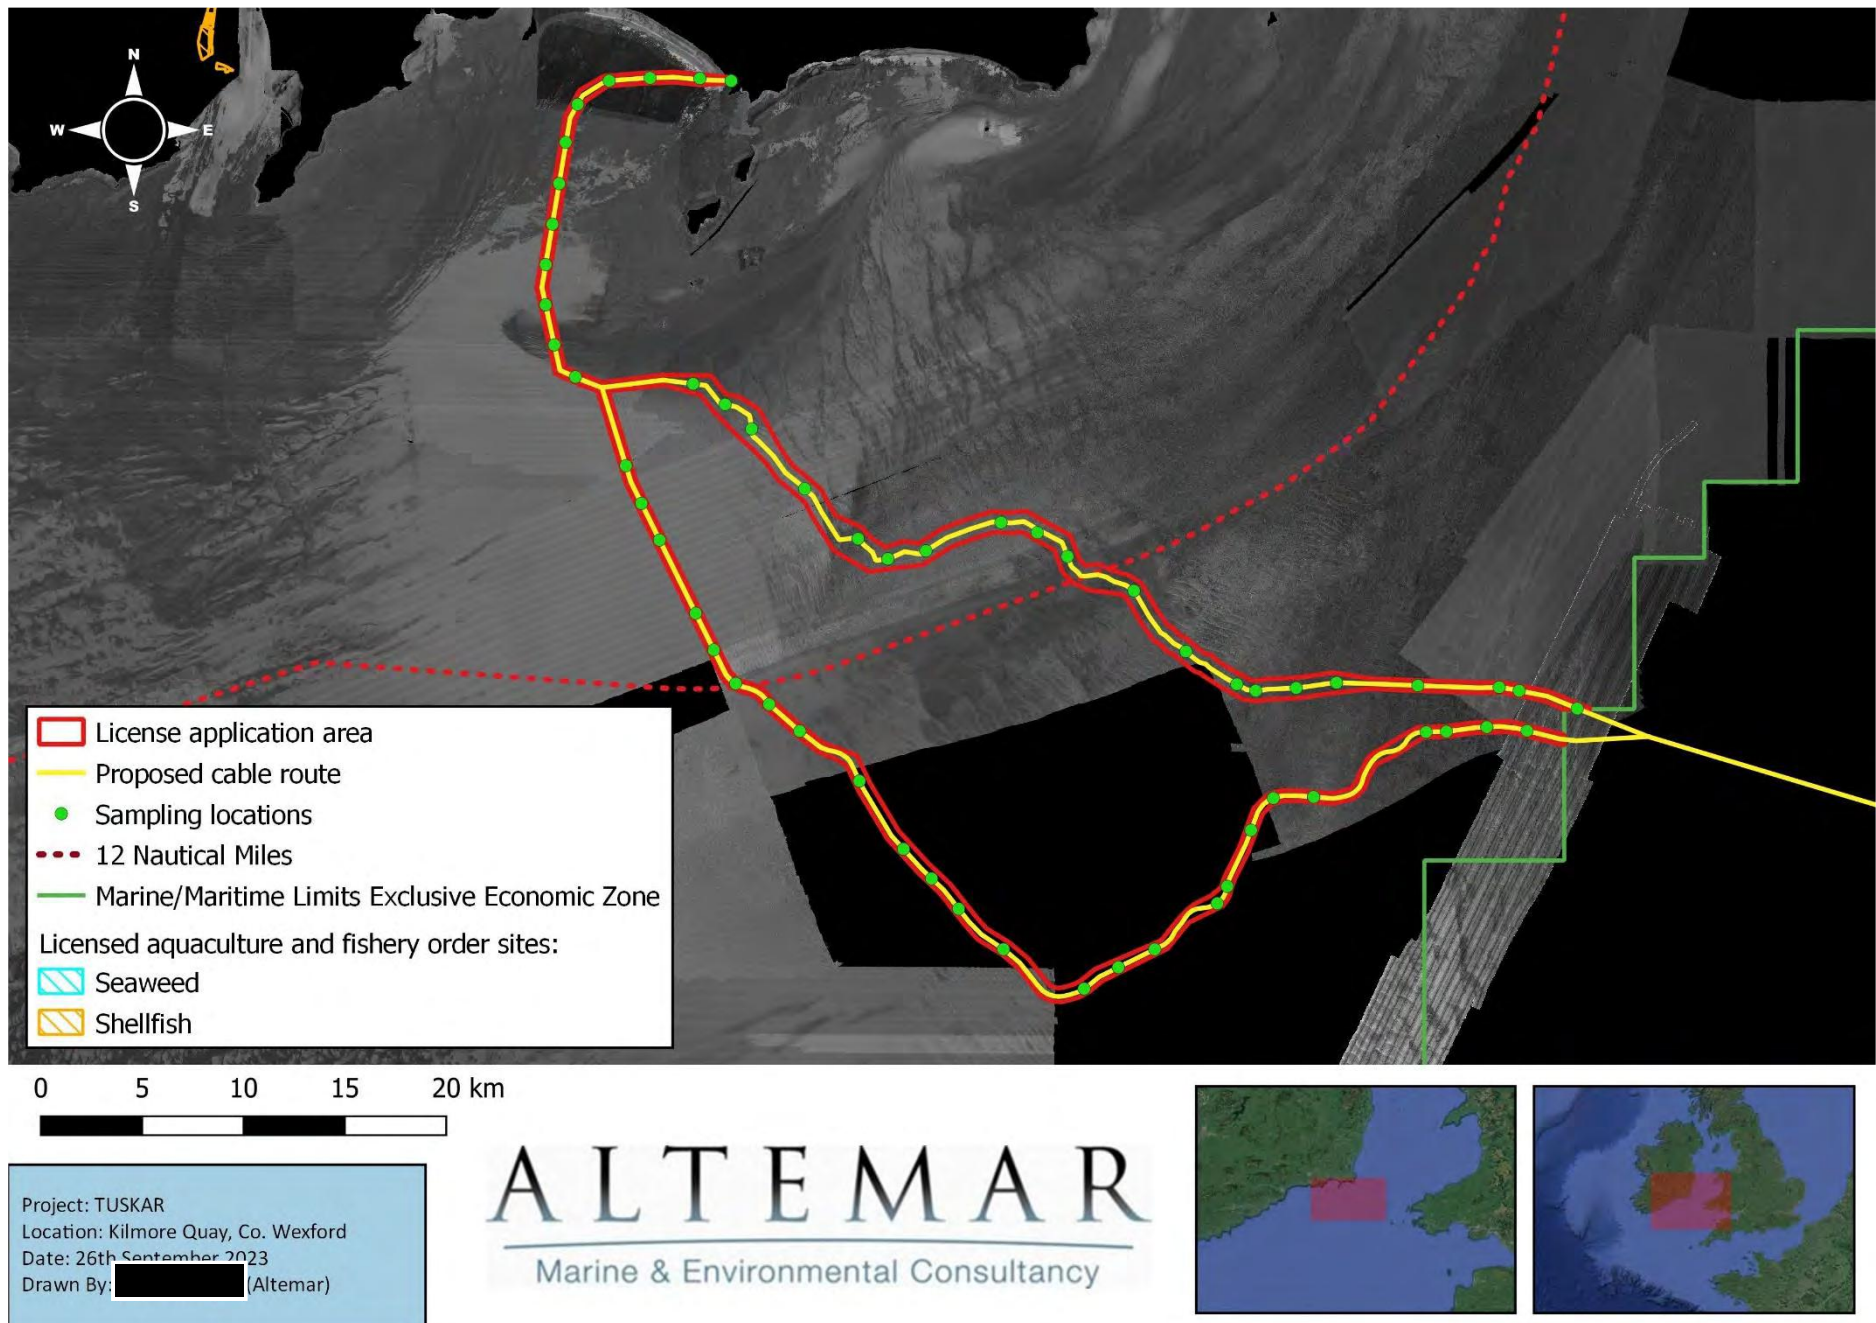 N
W E
S
License application area
Proposed cable route
Sampling locations
12 Nautical Miles
Marine/Maritime Limits Exclusive Economic Zone
Licensed aquaculture and fishery order sites:
Seaweed
Shellfish
0 5 10 15 20 km
Project: TUSKAR
Location: Kilmore Quay, Co. Wexford
Date: 26th September 2023
Drawn By: (Altemar)
ALTEMAR
Marine & Environmental Consultancy